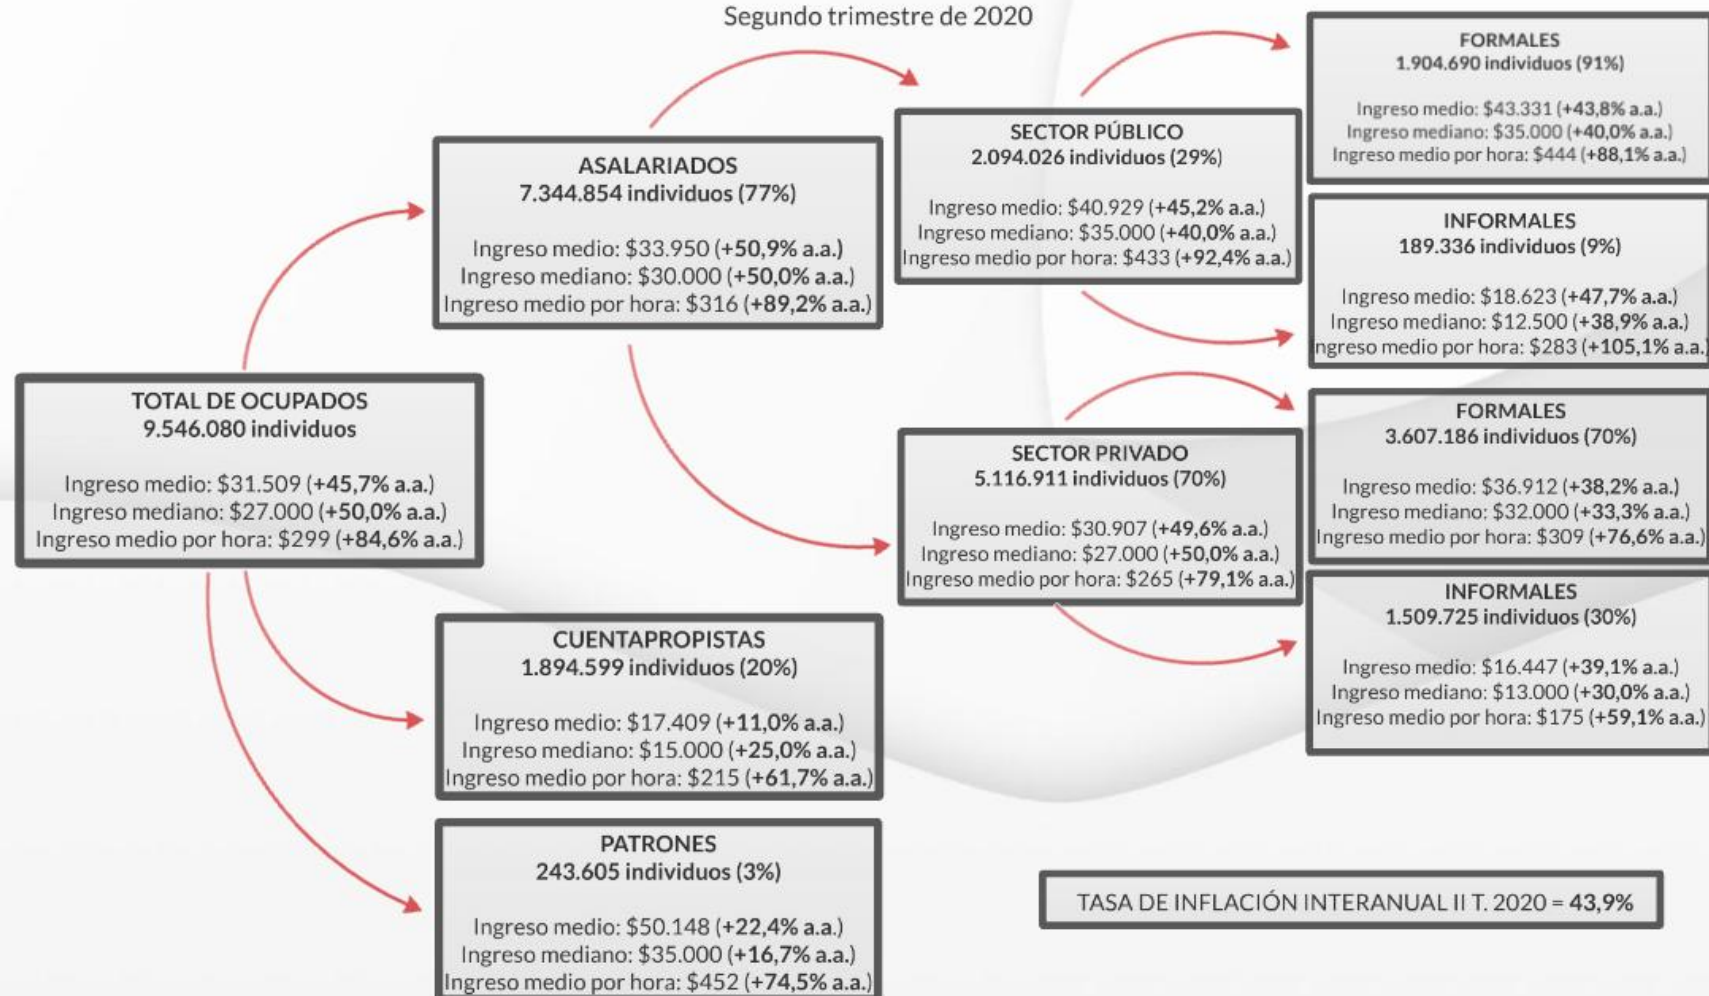 Segundo trimestre de 2020
TOTAL DE OCUPADOS
9.546.080 individuos
Ingreso medio: $31.509 (+45,7% a.a.)
Ingreso mediano: $27.000 (+50,0% a.a.)
Ingreso medio por hora: $299 (+84,6% a.a.)
ASALARIADOS
7.344.854 individuos (77%)
Ingreso medio: $33.950 (+50,9% a.a.)
Ingreso mediano: $30.000 (+50,0% a.a.)
Ingreso medio por hora: $316 (+89,2% a.a.)
CUENTAPROPISTAS
1.894.599 individuos (20%)
Ingreso medio: $17.409 (+11,0% a.a.)
Ingreso mediano: $15.000 (+25,0% a.a.)
Ingreso medio por hora: $215 (+61,7% a.a.)
PATRONES
243.605 individuos (3%)
Ingreso medio: $50.148 (+22,4% a.a.)
Ingreso mediano: $35.000 (+16,7% a.a.)
Ingreso medio por hora: $452 (+74,5% a.a.)
SECTOR PÚBLICO
2.094.026 individuos (29%)
Ingreso medio: $40.929 (+45,2% a.a.)
Ingreso mediano: $35.000 (+40,0% a.a.)
Ingreso medio por hora: $433 (+92,4% a.a.)
SECTOR PRIVADO
5.116.911 individuos (70%)
Ingreso medio: $30.907 (+49,6% a.a.)
Ingreso mediano: $27.000 (+50,0% a.a.)
Ingreso medio por hora: $265 (+79,1% a.a.)
FORMALES
1.904.690 individuos (91%)
Ingreso medio: $43.331 (+43,8% a.a.)
Ingreso mediano: $35.000 (+40,0% a.a.)
Ingreso medio por hora: $444 (+88,1% a.a.)
INFORMALES
189.336 individuos (9%)
Ingreso medio: $18.623 (+47,7% a.a.)
Ingreso mediano: $12.500 (+38,9% a.a.)
Ingreso medio por hora: $283 (+105,1% a.a.)
FORMALES
3.607.186 individuos (70%)
Ingreso medio: $36.912 (+38,2% a.a.)
Ingreso mediano: $32.000 (+33,3% a.a.)
Ingreso medio por hora: $309 (+76,6% a.a.)
INFORMALES
1.509.725 individuos (30%)
Ingreso medio: $16.447 (+39,1% a.a.)
Ingreso mediano: $13.000 (+30,0% a.a.)
Ingreso medio por hora: $175 (+59,1% a.a.)
TASA DE INFLACIÓN INTERANUAL II T. 2020 = 43,9%